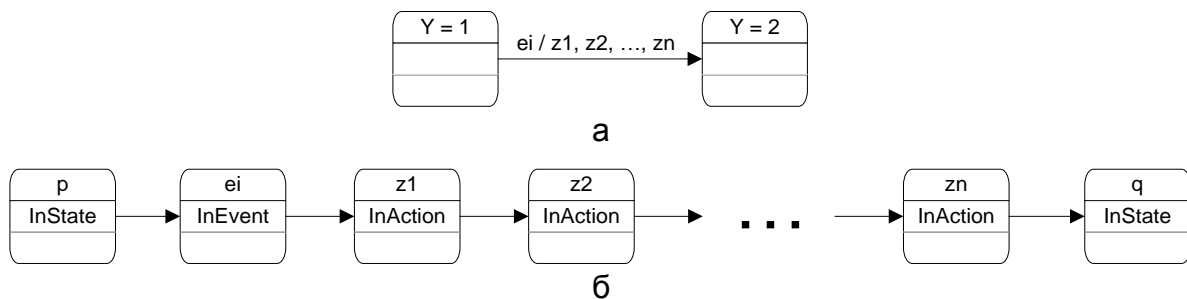 Y = 1
ei / z1, z2, …, zn
Y = 2
а
p
ei
z1
z2
zn
q
InState
InEvent
InAction
InAction
. . .
InAction
InState
б